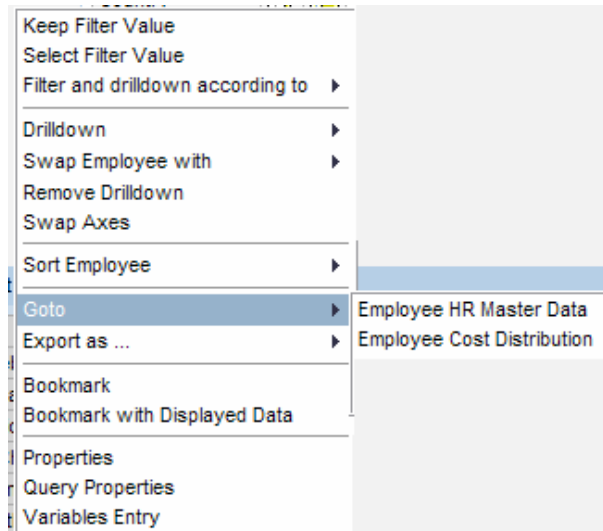 Keep Filter Value
Select Filter Value
Filter and drilldown according to
Drilldown
Swap Employee with
Remove Drilldown
Swap Axes
Sort Employee
Goto
Employee HR Master Data
Export as ...
Employee Cost Distribution
Bookmark
Bookmark with Displayed Data
Properties
Query Properties
Variables Entry